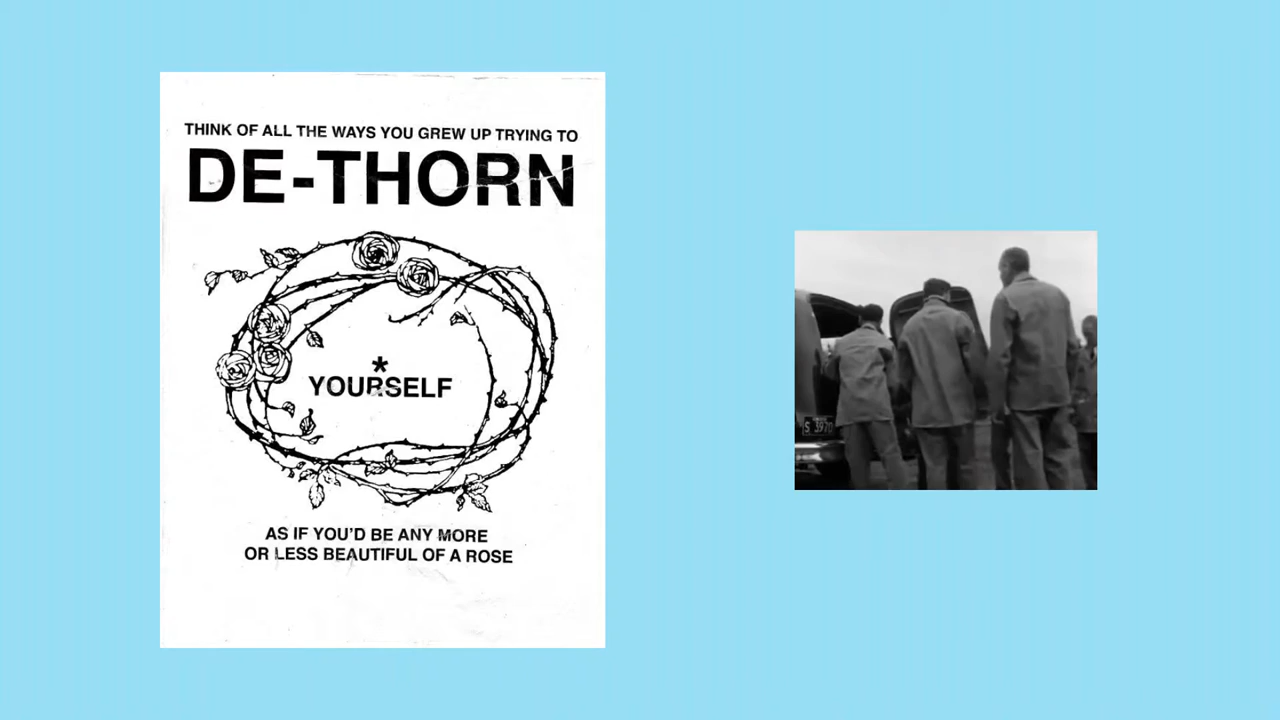 THINK OF ALL THE WAYS YOU GREW UP TRYING TO
DE-THORN
*
YOURSELF
AS IF YOU'D BE ANY MORE
OR LESS BEAUTIFUL OF A ROSE
S 3970